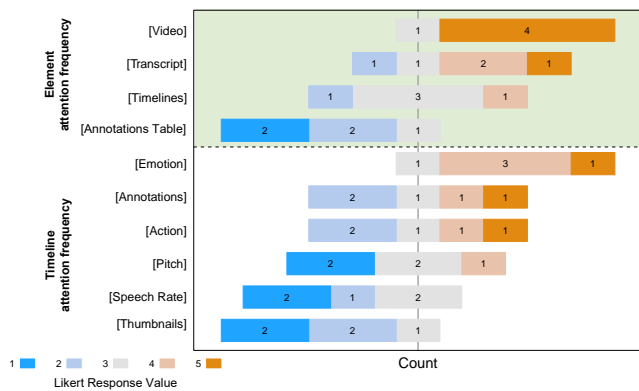 Element
attention frequency
[Video] 1 4
[Transcript] 1 1 2 1
[Timelines] 1 3 1
[Annotations Table] 2 2 1
Timeline
attention frequency
[Emotion] 1 3 1
[Annotations] 2 1 1 1
[Action] 2 1 1 1
[Pitch] 2 2 1
[Speech Rate] 2 1 2
[Thumbnails] 2 2 1
1 2 3 4 5
Likert Response Value
Count